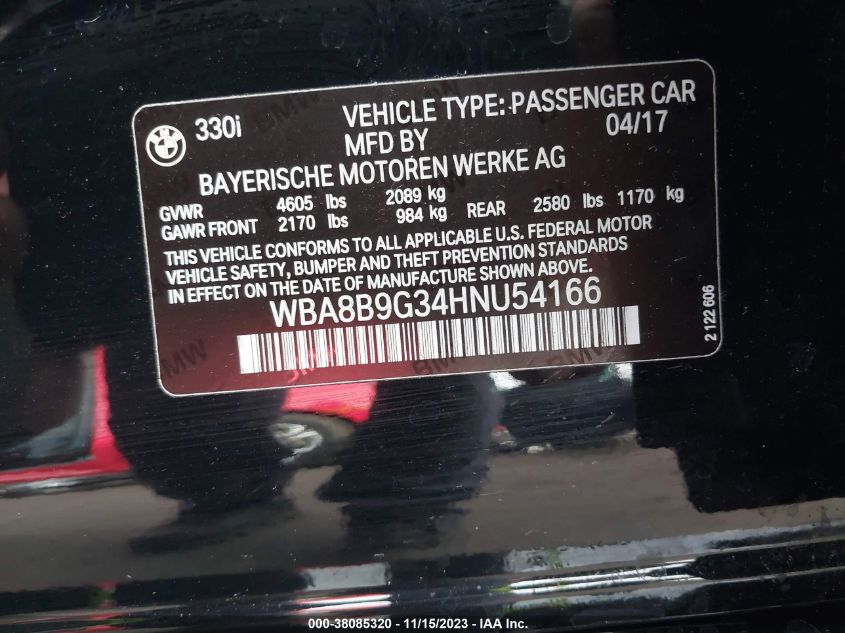 330i VEHICLE TYPE: PASSENGER CAR
MFD BY 04/17
BAYERISCHE MOTOREN WERKE AG
GVWR 4605 lbs 2089 kg
GAWR FRONT 2170 lbs 984 kg REAR 2580 lbs 1170 kg
THIS VEHICLE CONFORMS TO ALL APPLICABLE U.S. FEDERAL MOTOR
VEHICLE SAFETY, BUMPER AND THEFT PREVENTION STANDARDS
IN EFFECT ON THE DATE OF MANUFACTURE SHOWN ABOVE.
WBA8B9G34HNU54166
2 122 606
000-38085320 - 11/15/2023 - IAA Inc.